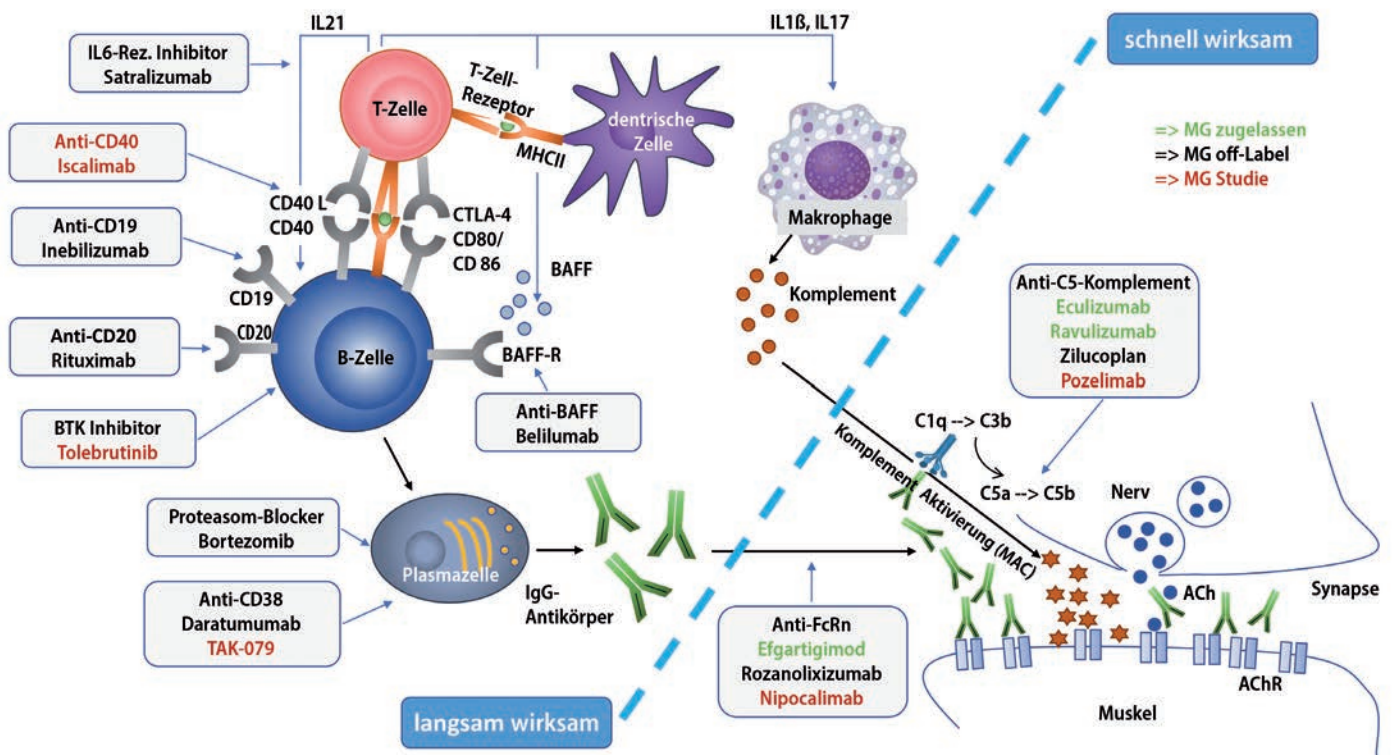 IL21
IL1ß, IL17
schnell wirksam
IL6-Rez. Inhibitor
Satralizumab
T-Zelle
T-Zell-
Rezeptor
MHCII
dentrische
Zelle
=> MG zugelassen
=> MG off-Label
=> MG Studie
Anti-CD40
Iscalimab
CD40 L
CD40
CTLA-4
CD80/
CD 86
Makrophage
Anti-CD19
Inebilizumab
CD19
BAFF
Komplement
Anti-C5-Komplement
Eculizumab
Ravulizumab
Zilucoplan
Pozelimab
Anti-CD20
Rituximab
CD20
B-Zelle
BAFF-R
BTK Inhibitor
Tolebrutinib
Anti-BAFF
Belilumab
C1q --> C3b
C5a --> C5b
Komplement Aktivierung (MAC)
Nerv
Proteasom-Blocker
Bortezomib
Plasmazelle
IgG-
Antikörper
Anti-CD38
Daratumumab
TAK-079
Anti-FcRn
Efgartigimod
Rozanolixizumab
Nipocalimab
ACh
Synapse
AChR
Muskel
langsam wirksam